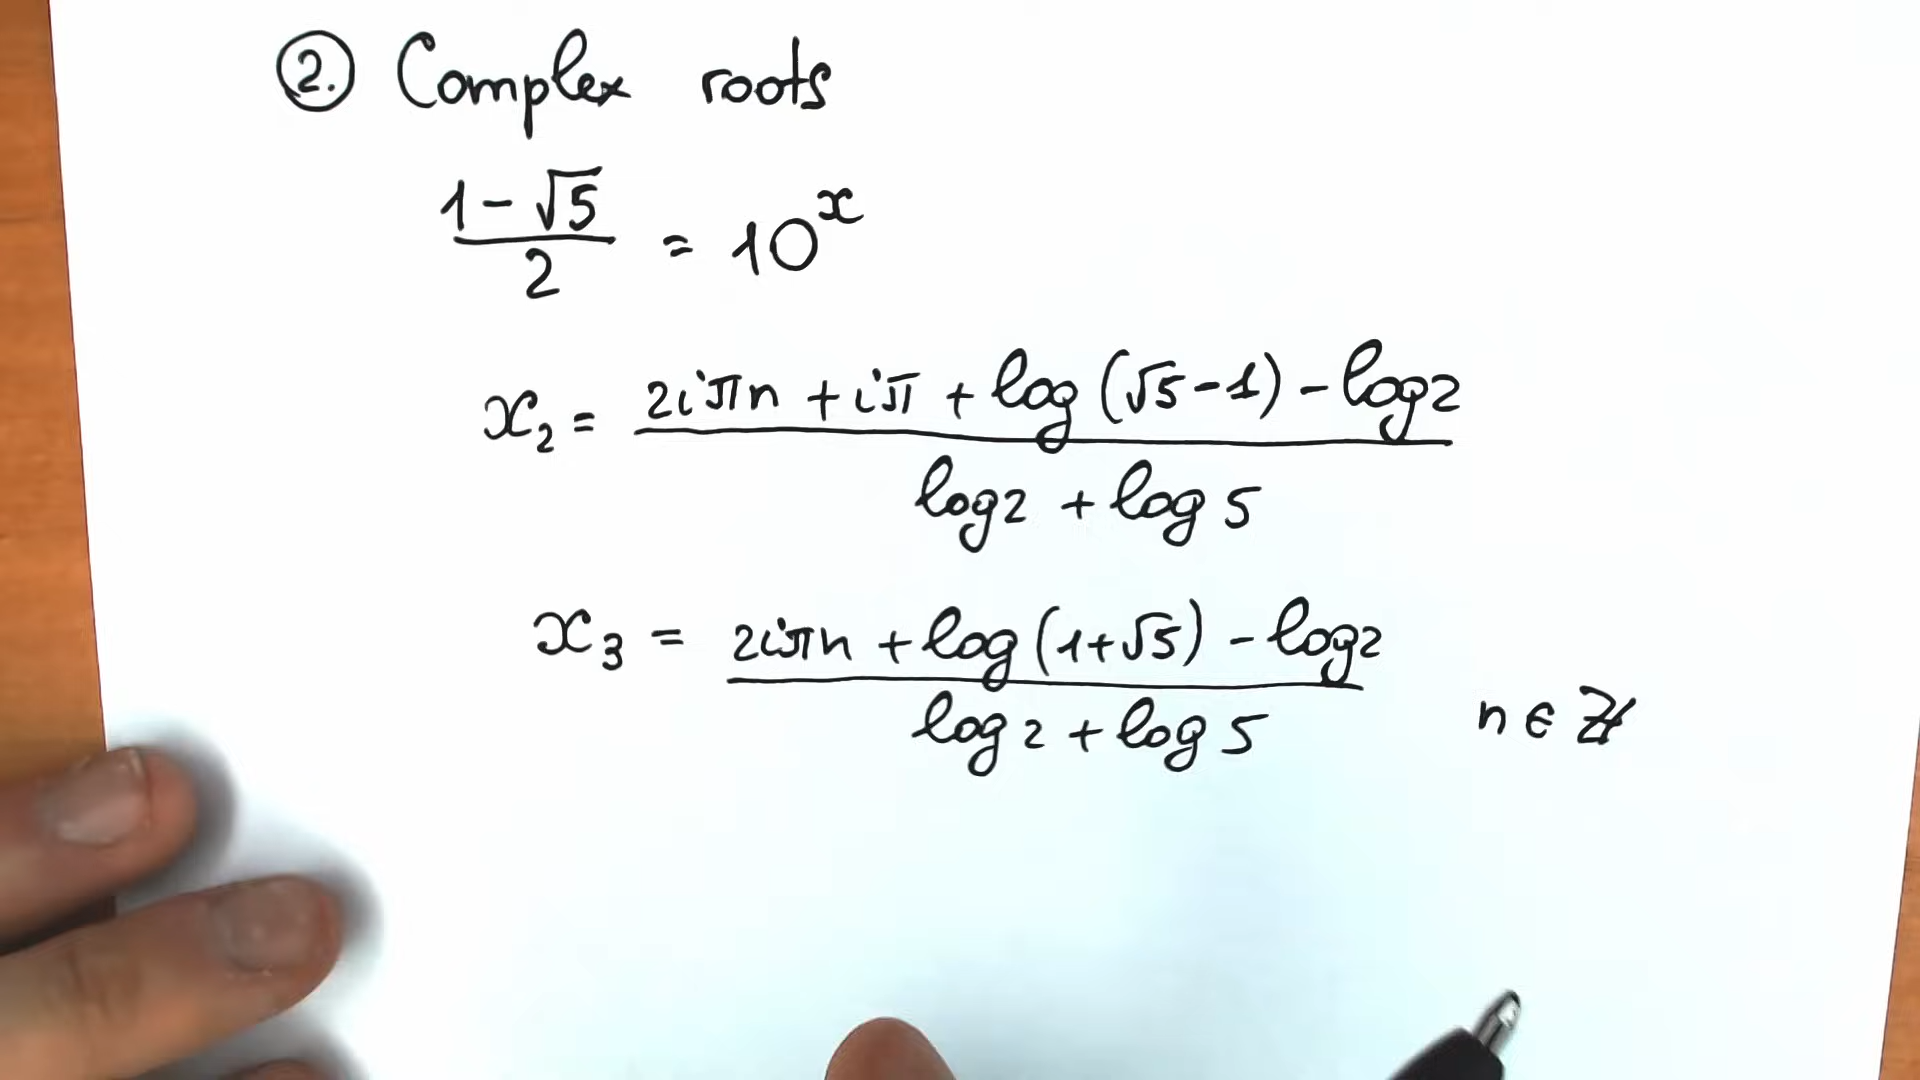 ② Complex roots
(1-√5)/2 = 10^x
x₂ = (2iπn + iπ + log(√5-1) - log2)/(log2 + log5)
x₃ = (2iπn + log(1+√5) - log2)/(log2 + log5) n ∈ ℤ